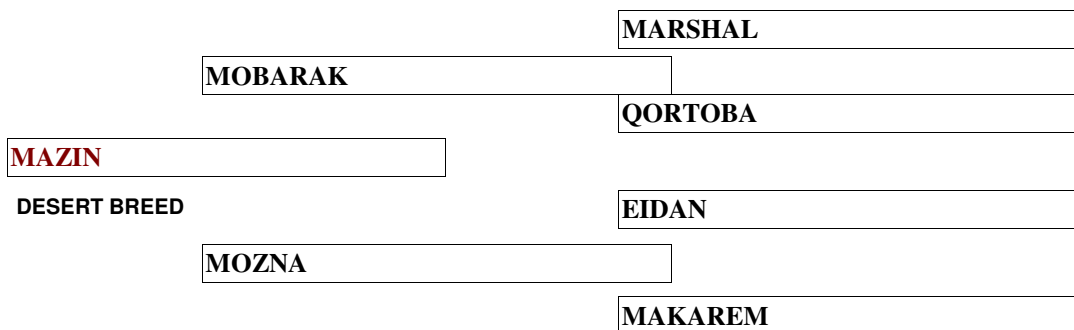 MARSHAL
MOBARAK
QORTOBA
MAZIN
DESERT BREED
EIDAN
MOZNA
MAKAREM